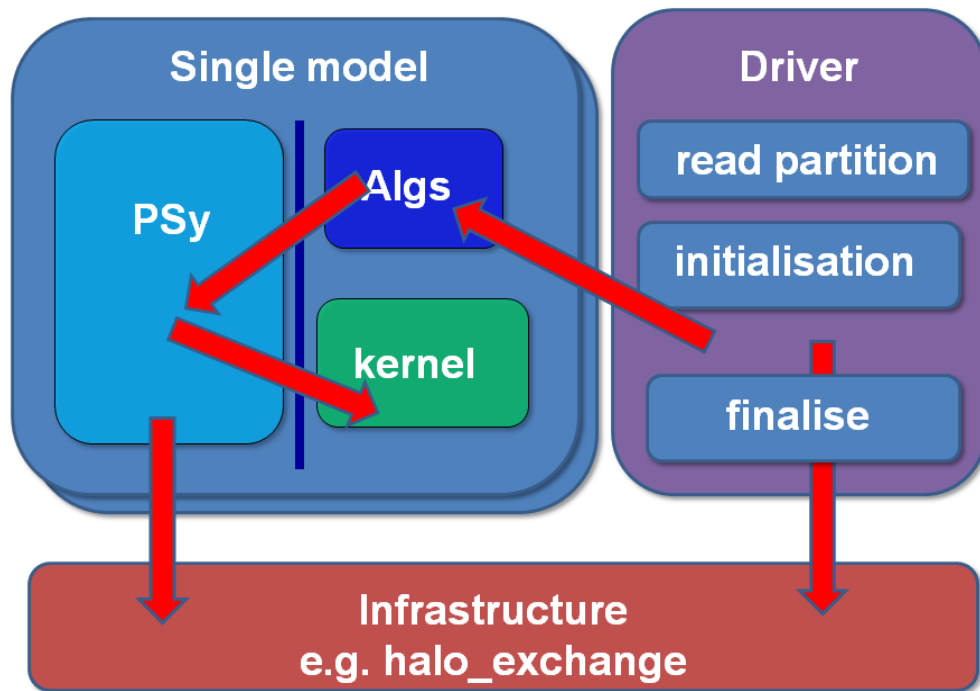 Single model
PSy
Algs
kernel
Driver
read partition
initialisation
finalise
Infrastructure
e.g. halo_exchange